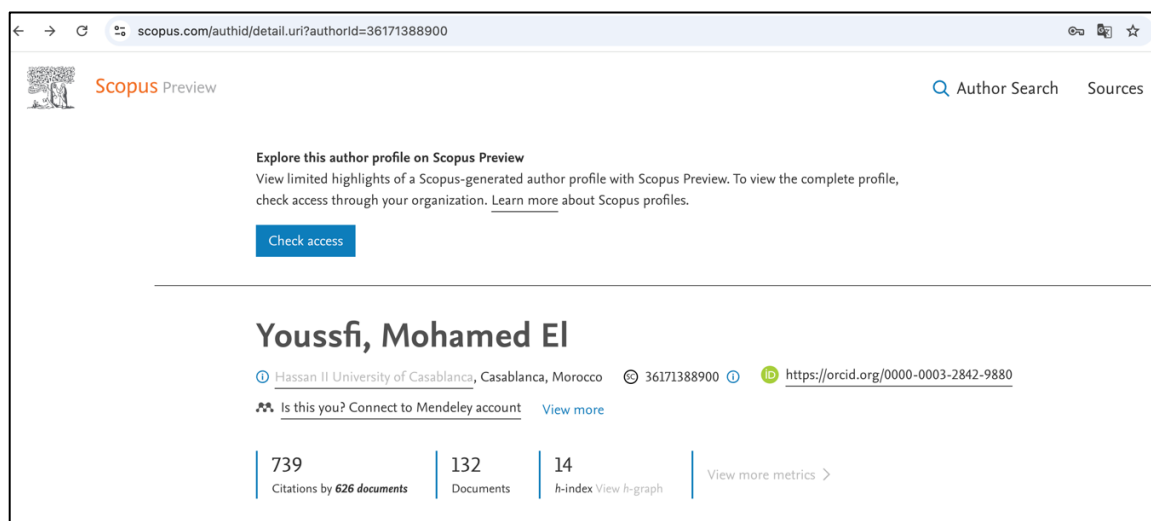 scopus.com/authid/detail.uri?authorId=36171388900
Scopus Preview
Author Search Sources
Explore this author profile on Scopus Preview
View limited highlights of a Scopus-generated author profile with Scopus Preview. To view the complete profile,
check access through your organization. Learn more about Scopus profiles.
Check access
Youssfi, Mohamed El
Hassan II University of Casablanca, Casablanca, Morocco SC 36171388900 iD https://orcid.org/0000-0003-2842-9880
Is this you? Connect to Mendeley account View more
739 132 14
Citations by 626 documents Documents h-index View h-graph View more metrics >